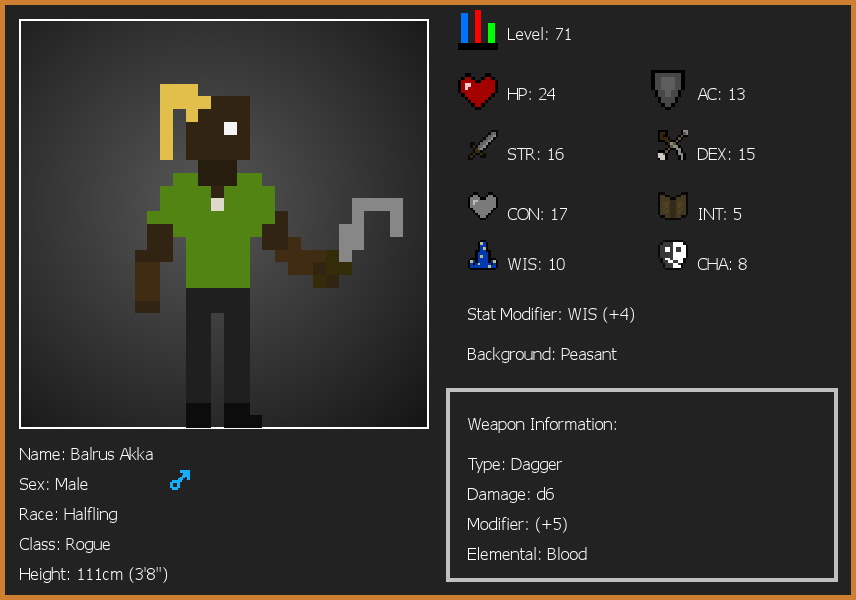 Level: 71
HP: 24
AC: 13
STR: 16
DEX: 15
CON: 17
INT: 5
WIS: 10
CHA: 8
Stat Modifier: WIS (+4)
Background: Peasant
Weapon Information:
Type: Dagger
Damage: d6
Modifier: (+5)
Elemental: Blood
Name: Balrus Akka
Sex: Male
Race: Halfling
Class: Rogue
Height: 111cm (3'8")